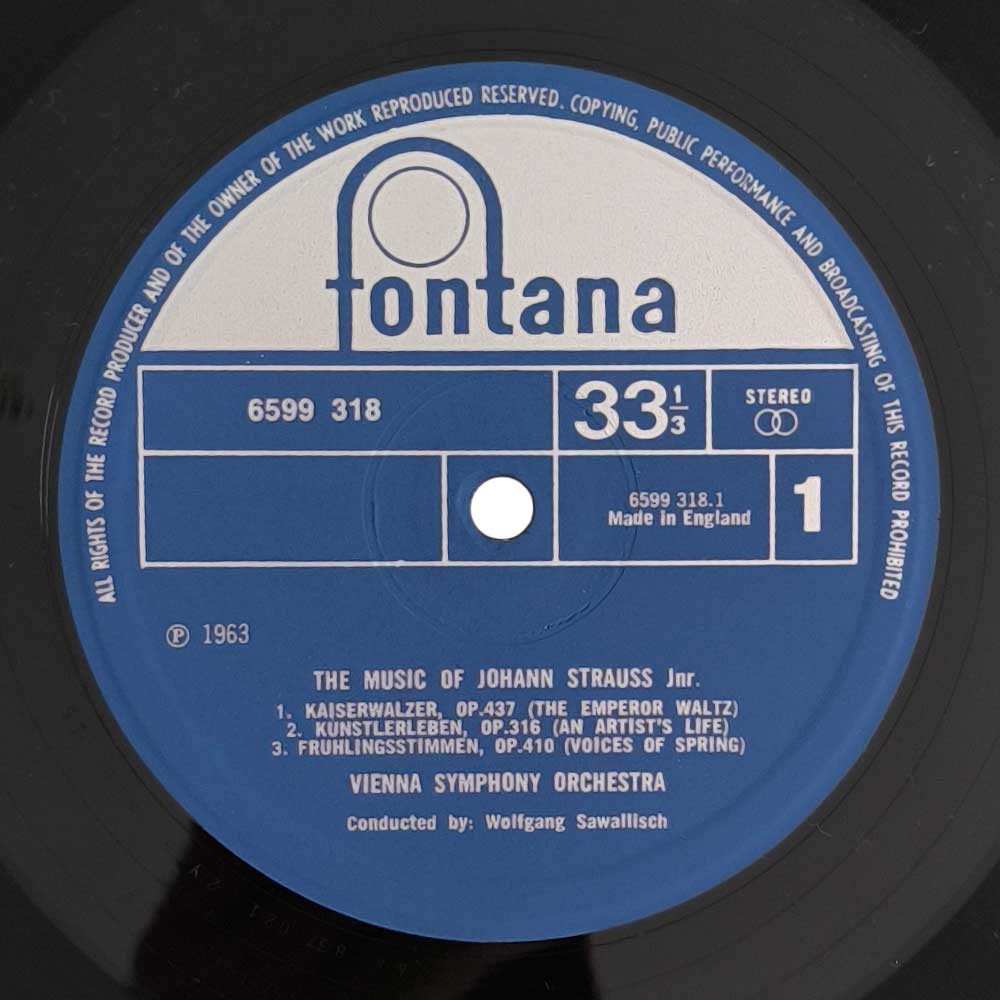 ALL RIGHTS OF THE RECORD PRODUCER AND OF THE OWNER OF THE WORK REPRODUCED RESERVED. COPYING, PUBLIC PERFORMANCE AND BROADCASTING OF THIS RECORD PROHIBITED
fontana
6599 318
33 1/3
STEREO
6599 318.1
Made in England
1
Ⓟ 1963
THE MUSIC OF JOHANN STRAUSS Jnr.
1. KAISERWALZER, OP.437 (THE EMPEROR WALTZ)
2. KUNSTLERLEBEN, OP.316 (AN ARTIST'S LIFE)
3. FRUHLINGSSTIMMEN, OP.410 (VOICES OF SPRING)
VIENNA SYMPHONY ORCHESTRA
Conducted by: Wolfgang Sawallisch